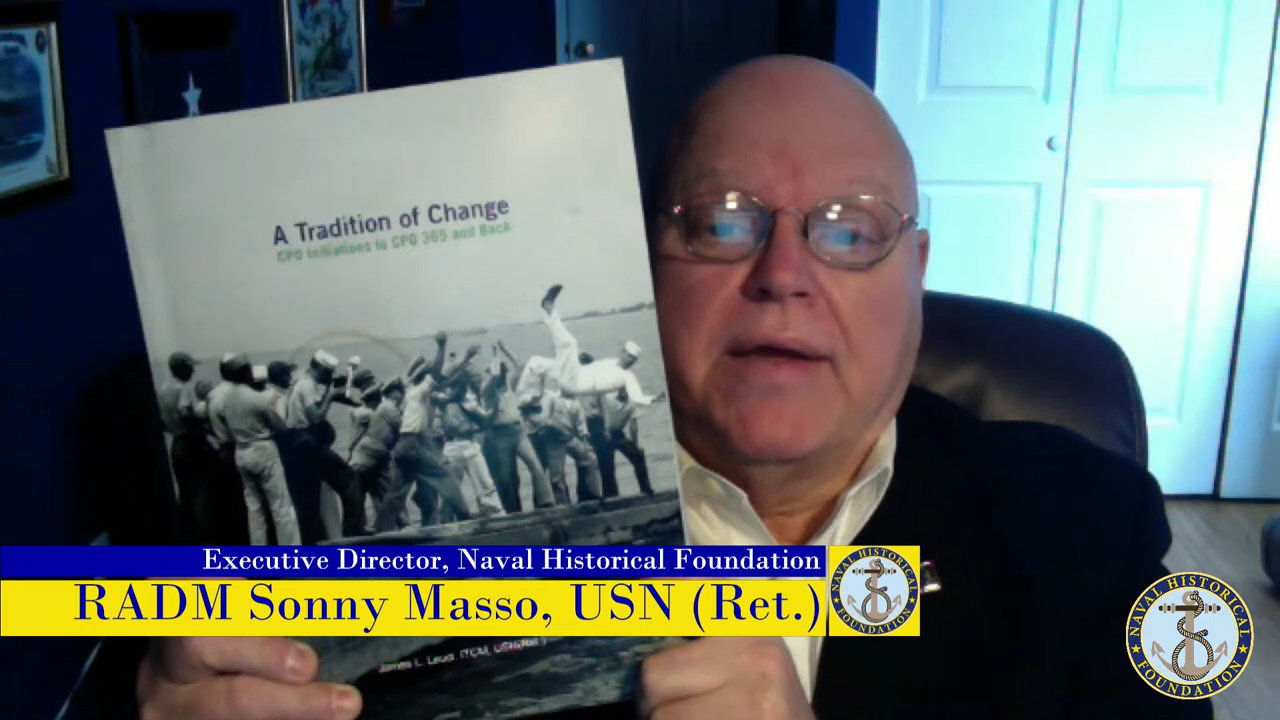 A Tradition of Change
CPO Initiations to CPO 365 and Back
Executive Director, Naval Historical Foundation
RADM Sonny Masso, USN (Ret.)
NAVAL HISTORICAL
FOUNDATION
James L.
NAVAL HISTORICAL
FOUNDATION